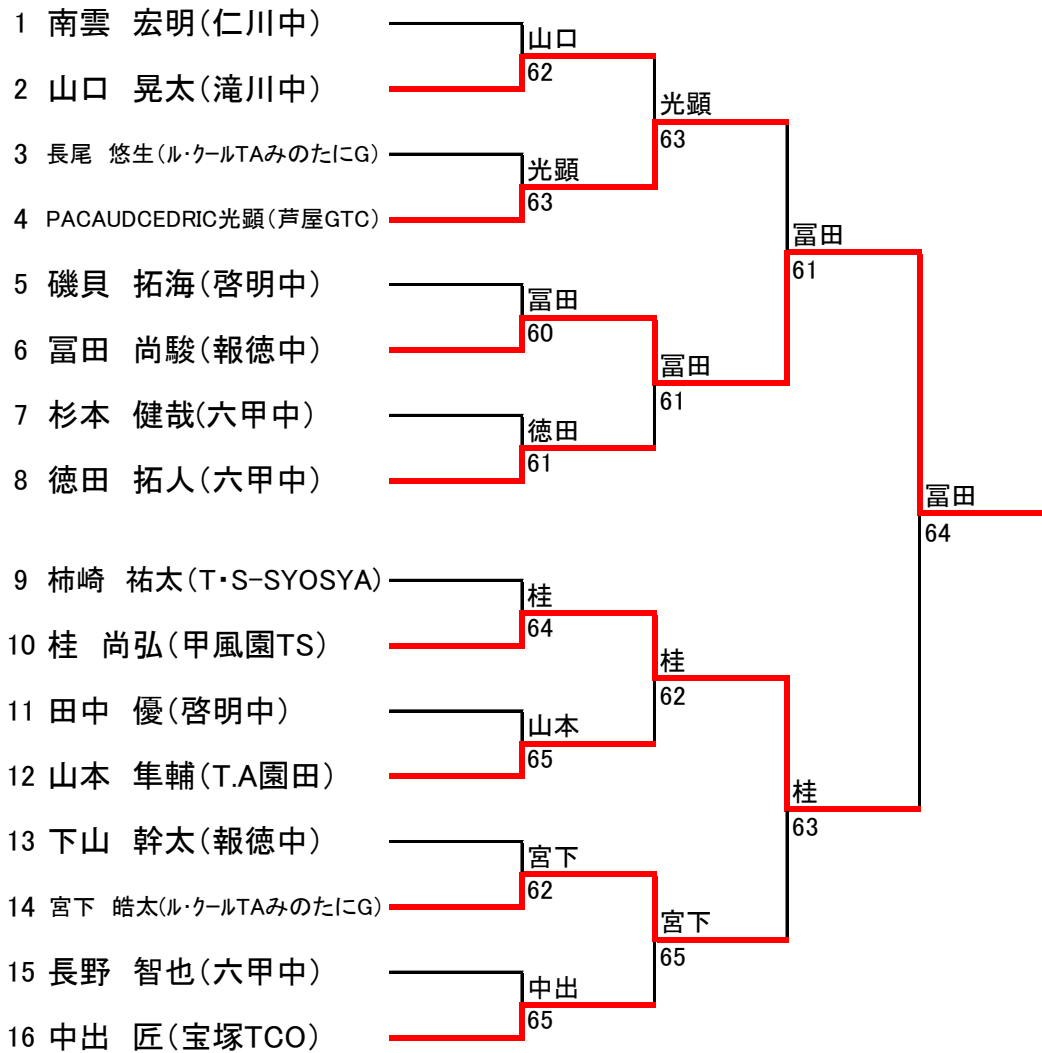 1 南雲 宏明(仁川中)
山口
62
2 山口 晃太(滝川中)
光顕
63
3 長尾 悠生(ル・クールTAみのたにG)
光顕
63
4 PACAUDCEDRIC光顕(芦屋GTC)
冨田
61
5 磯貝 拓海(啓明中)
冨田
60
6 冨田 尚駿(報徳中)
冨田
61
7 杉本 健哉(六甲中)
徳田
61
8 徳田 拓人(六甲中)
冨田
64
9 柿崎 祐太(T・S-SYOSYA)
桂
64
10 桂 尚弘(甲風園TS)
桂
62
11 田中 優(啓明中)
山本
65
12 山本 隼輔(T.A園田)
桂
63
13 下山 幹太(報徳中)
宮下
62
14 宮下 皓太(ル・クールTAみのたにG)
宮下
65
15 長野 智也(六甲中)
中出
65
16 中出 匠(宝塚TCO)